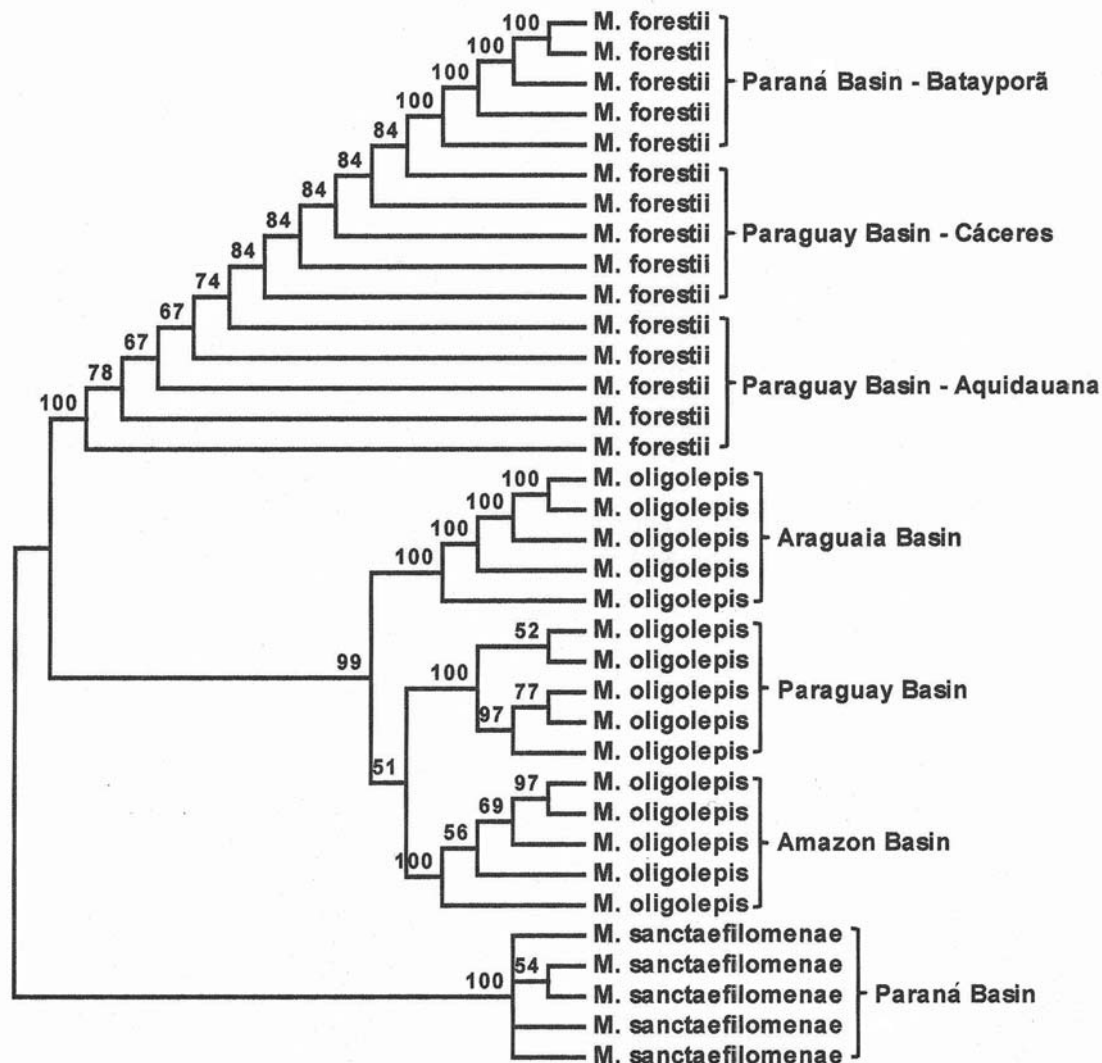 100 M. forestii
100 M. forestii
100 M. forestii Paraná Basin - Batayporã
100 M. forestii
84 M. forestii
84 M. forestii
84 M. forestii
84 M. forestii Paraguay Basin - Cáceres
84 M. forestii
74 M. forestii
67 M. forestii
67 M. forestii
78 M. forestii Paraguay Basin - Aquidauana
100 M. forestii
M. forestii
100 M. oligolepis
100 M. oligolepis
100 M. oligolepis Araguaia Basin
100 M. oligolepis
M. oligolepis
52 M. oligolepis
99 100 M. oligolepis
77 M. oligolepis Paraguay Basin
97 M. oligolepis
51 M. oligolepis
97 M. oligolepis
69 M. oligolepis
56 M. oligolepis Amazon Basin
100 M. oligolepis
M. oligolepis
M. sanctaefilomenae
54 M. sanctaefilomenae
100 M. sanctaefilomenae Paraná Basin
M. sanctaefilomenae
M. sanctaefilomenae